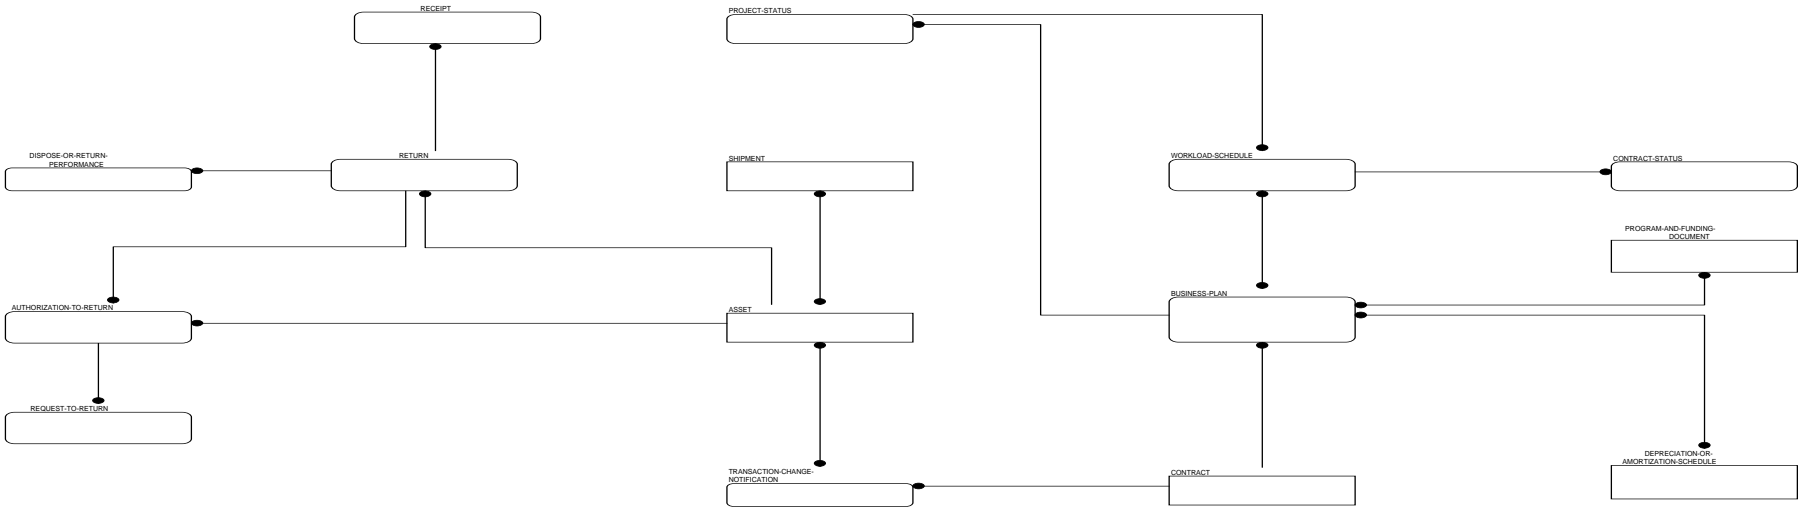 RECEIPT
PROJECT-STATUS
DISPOSE-OR-RETURN-
PERFORMANCE
RETURN
SHIPMENT
WORKLOAD-SCHEDULE
CONTRACT-STATUS
PROGRAM-AND-FUNDING-
DOCUMENT
AUTHORIZATION-TO-RETURN
ASSET
BUSINESS-PLAN
REQUEST-TO-RETURN
TRANSACTION-CHANGE-
NOTIFICATION
CONTRACT
DEPRECIATION-OR-
AMORTIZATION-SCHEDULE